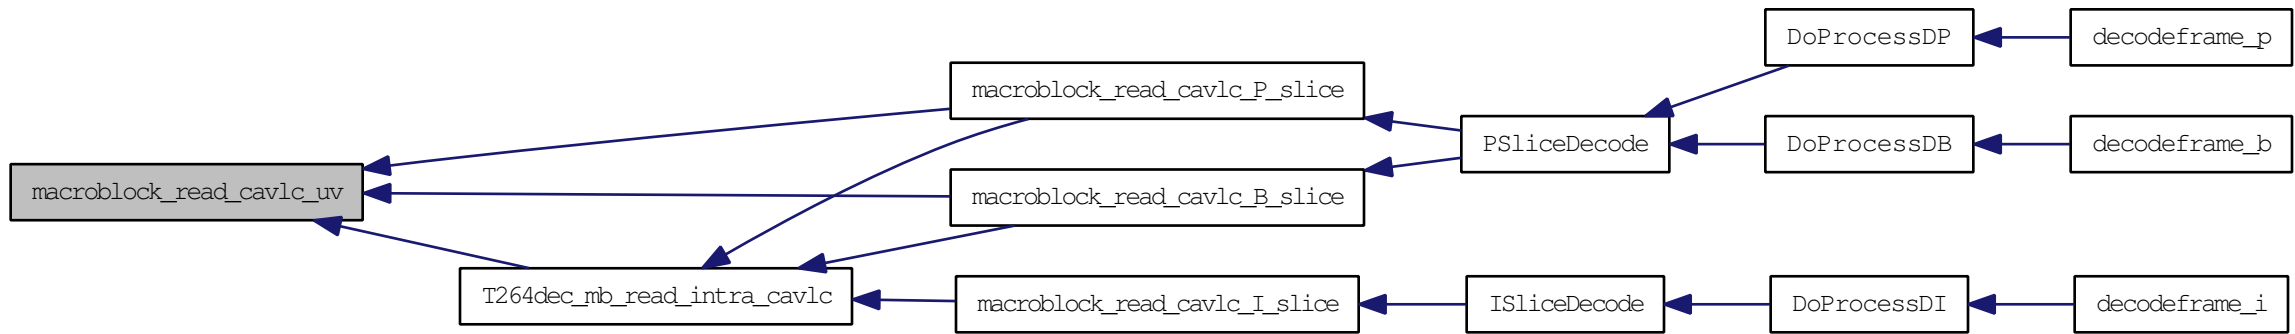 macroblock_read_cavlc_uv
macroblock_read_cavlc_P_slice
macroblock_read_cavlc_B_slice
T264dec_mb_read_intra_cavlc
macroblock_read_cavlc_I_slice
PSliceDecode
ISliceDecode
DoProcessDP
DoProcessDB
DoProcessDI
decodeframe_p
decodeframe_b
decodeframe_i